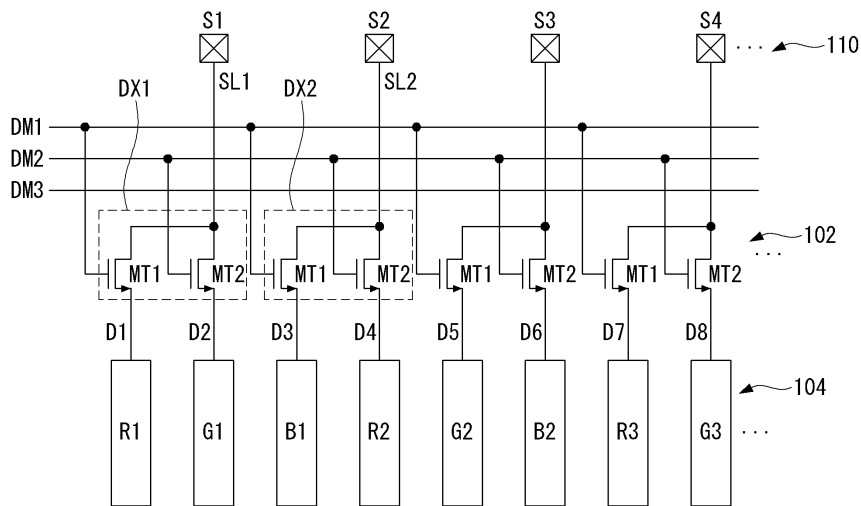 S1 S2 S3 S4
... 110
SL1 SL2
DX1 DX2
DM1
DM2
DM3
102
...
MT1 MT2 MT1 MT2 MT1 MT2 MT1 MT2
D1 D2 D3 D4 D5 D6 D7 D8
104
R1 G1 B1 R2 G2 B2 R3 G3 ...